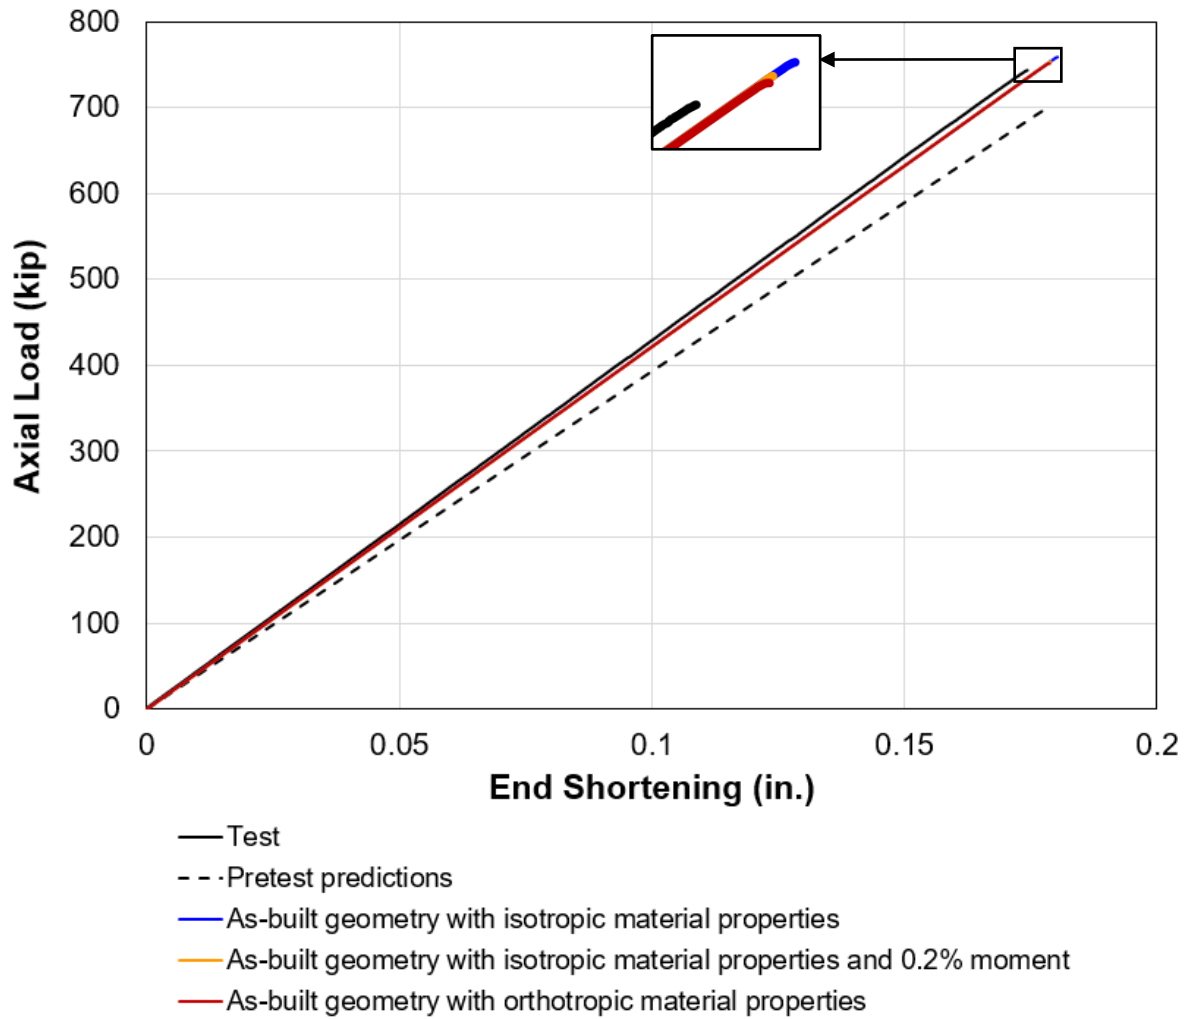 800
700
600
500
400
300
200
100
0
Axial Load (kip)
0 0.05 0.1 0.15 0.2
End Shortening (in.)
Test
Pretest predictions
As-built geometry with isotropic material properties
As-built geometry with isotropic material properties and 0.2% moment
As-built geometry with orthotropic material properties